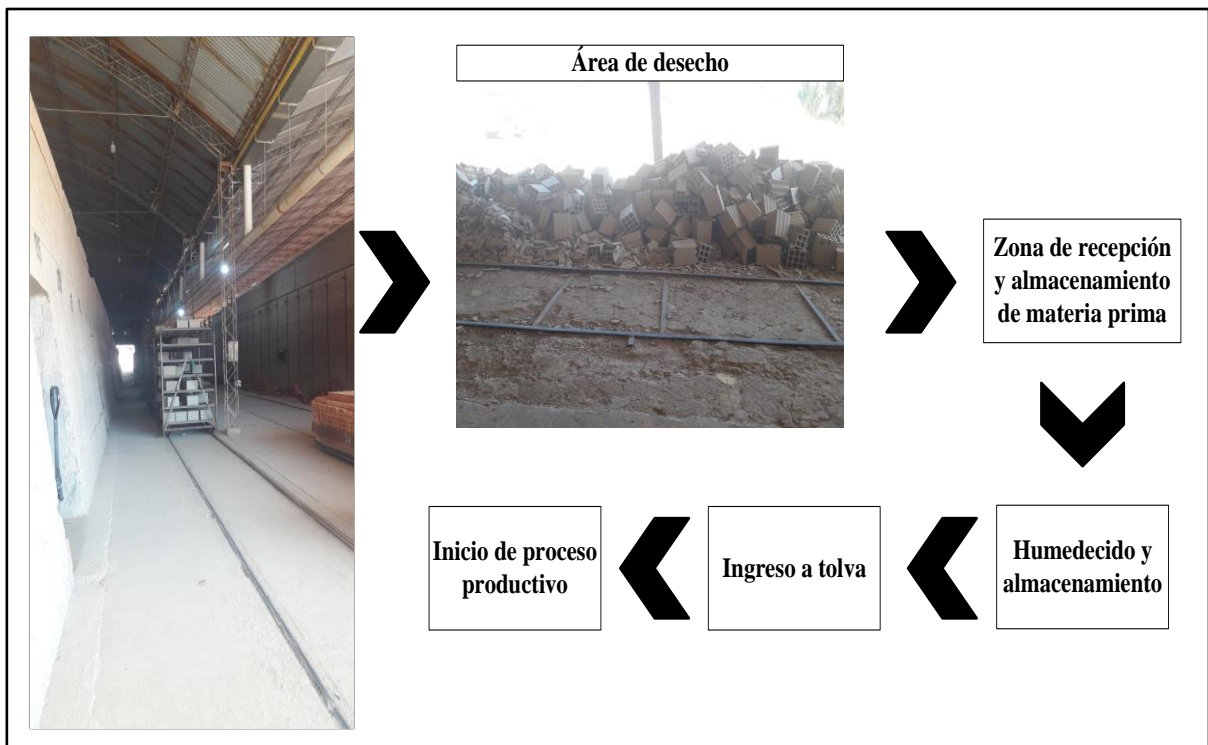 Área de desecho
Zona de recepción
y almacenamiento
de materia prima
Humedecido y
almacenamiento
Ingreso a tolva
Inicio de proceso
productivo